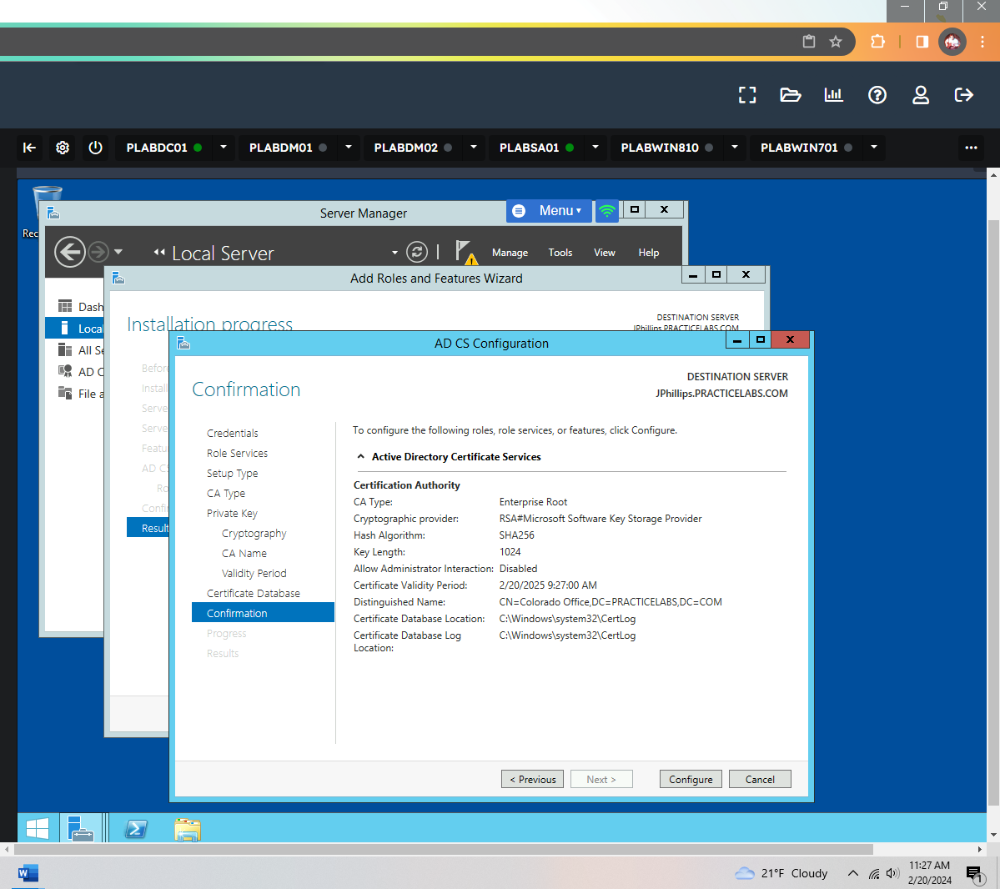 PLABDC01
PLABDM01
PLABDM02
PLABSA01
PLABWIN810
PLABWIN701
Rec
Server Manager
Menu
Local Server
Manage
Tools
View
Help
Dash
Local
All Se
AD C
File a
Add Roles and Features Wizard
Installation progress
DESTINATION SERVER
JPhillips.PRACTICELABS.COM
Before
Install
Serve
Serve
Featu
AD CS
Ro
Confir
Result
AD CS Configuration
Confirmation
DESTINATION SERVER
JPhillips.PRACTICELABS.COM
Credentials
Role Services
Setup Type
CA Type
Private Key
Cryptography
CA Name
Validity Period
Certificate Database
Confirmation
Progress
Results
To configure the following roles, role services, or features, click Configure.
Active Directory Certificate Services
Certification Authority
CA Type: Enterprise Root
Cryptographic provider: RSA#Microsoft Software Key Storage Provider
Hash Algorithm: SHA256
Key Length: 1024
Allow Administrator Interaction: Disabled
Certificate Validity Period: 2/20/2025 9:27:00 AM
Distinguished Name: CN=Colorado Office,DC=PRACTICELABS,DC=COM
Certificate Database Location: C:\Windows\system32\CertLog
Certificate Database Log Location: C:\Windows\system32\CertLog
< Previous
Next >
Configure
Cancel
21°F Cloudy
11:27 AM
2/20/2024
1